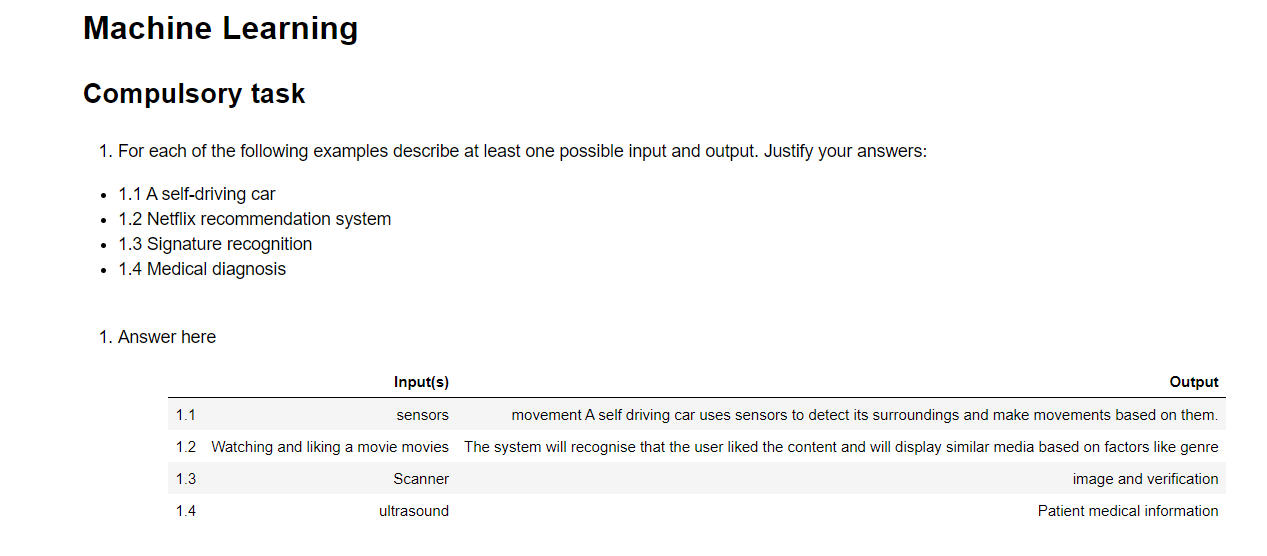 Machine Learning
Compulsory task
1. For each of the following examples describe at least one possible input and output. Justify your answers:
• 1.1 A self-driving car
• 1.2 Netflix recommendation system
• 1.3 Signature recognition
• 1.4 Medical diagnosis
1. Answer here
Input(s) Output
1.1 sensors movement A self driving car uses sensors to detect its surroundings and make movements based on them.
1.2 Watching and liking a movie movies The system will recognise that the user liked the content and will display similar media based on factors like genre
1.3 Scanner image and verification
1.4 ultrasound Patient medical information